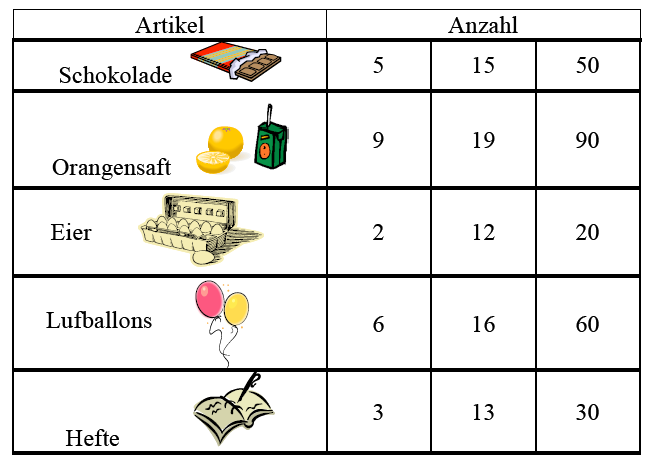 Artikel Anzahl
Schokolade 5 15 50
Orangensaft 9 19 90
Eier 2 12 20
Lufballons 6 16 60
Hefte 3 13 30